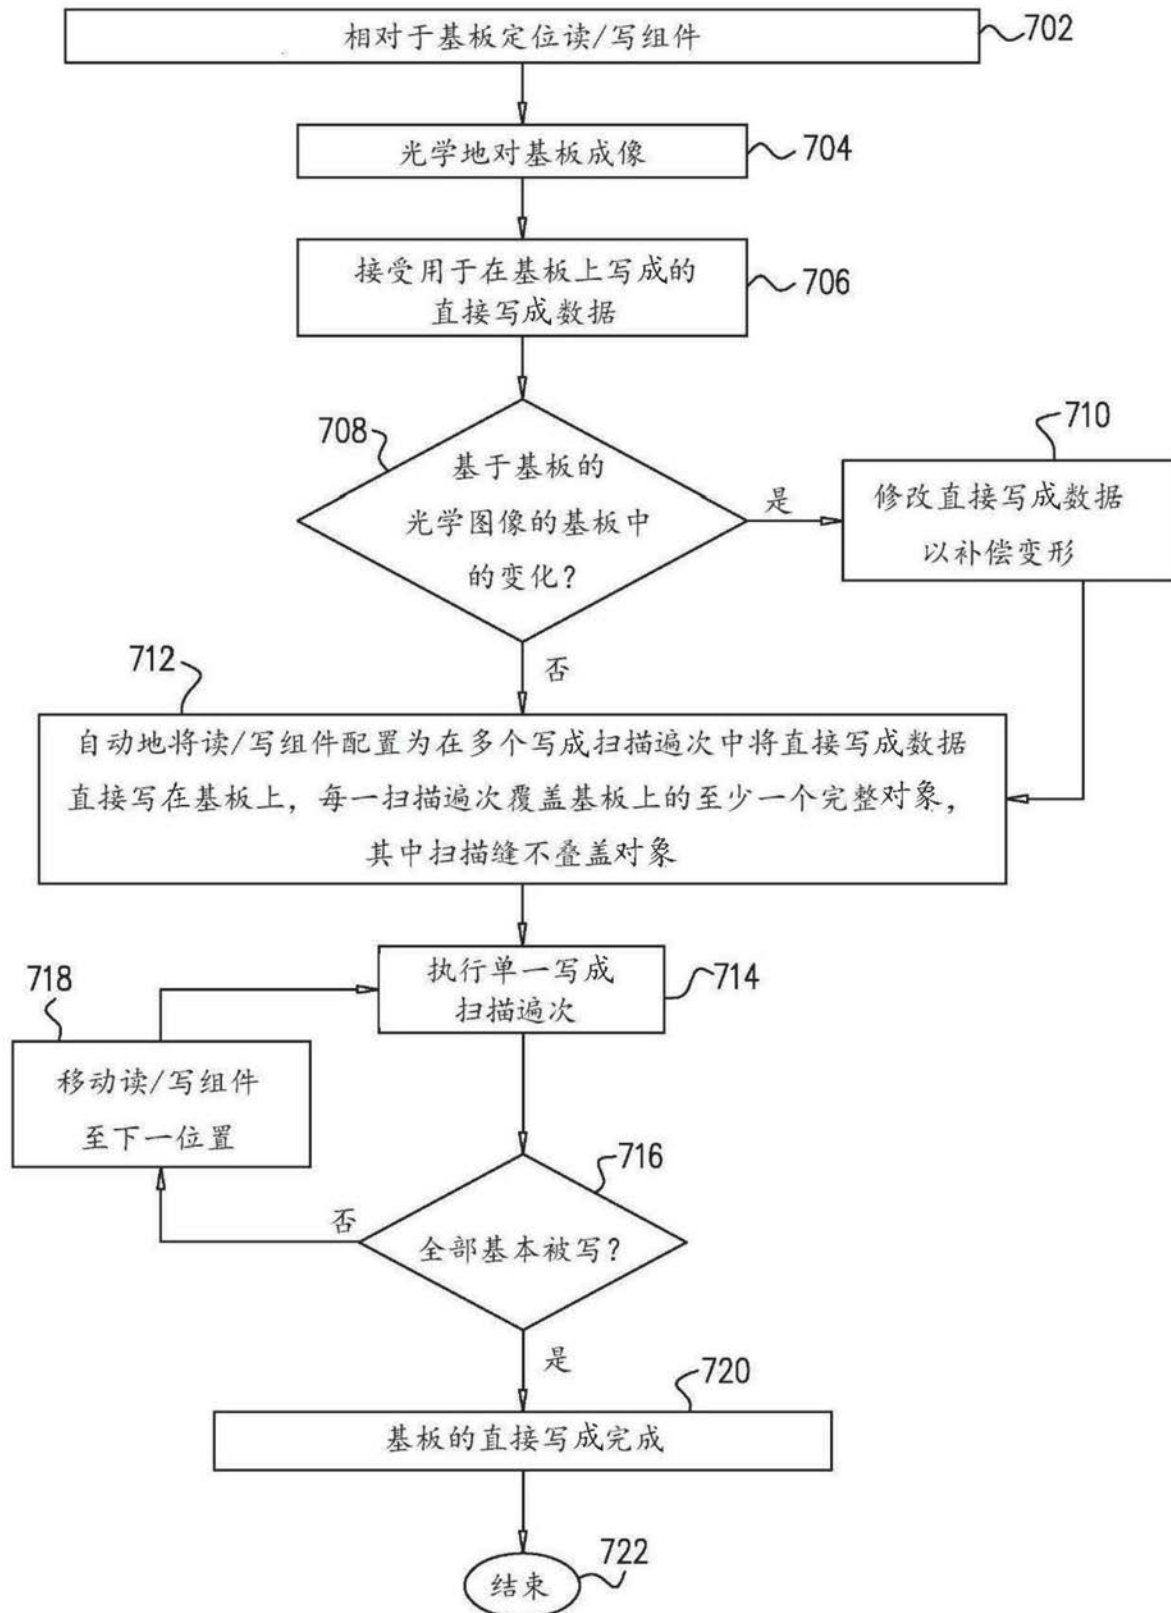 相对于基板定位读/写组件
702
光学地对基板成像
704
接受用于在基板上写成的
直接写成数据
706
708
基于基板的
光学图像的基板中
的变化?
是
710
修改直接写成数据
以补偿变形
否
712
自动地将读/写组件配置为在多个写成扫描遍次中将直接写成数据
直接写在基板上，每一扫描遍次覆盖基板上的至少一个完整对象，
其中扫描缝不叠盖对象
执行单一写成
扫描遍次
714
718
移动读/写组件
至下一位置
716
全部基本被写?
否
是
720
基板的直接写成完成
722
结束